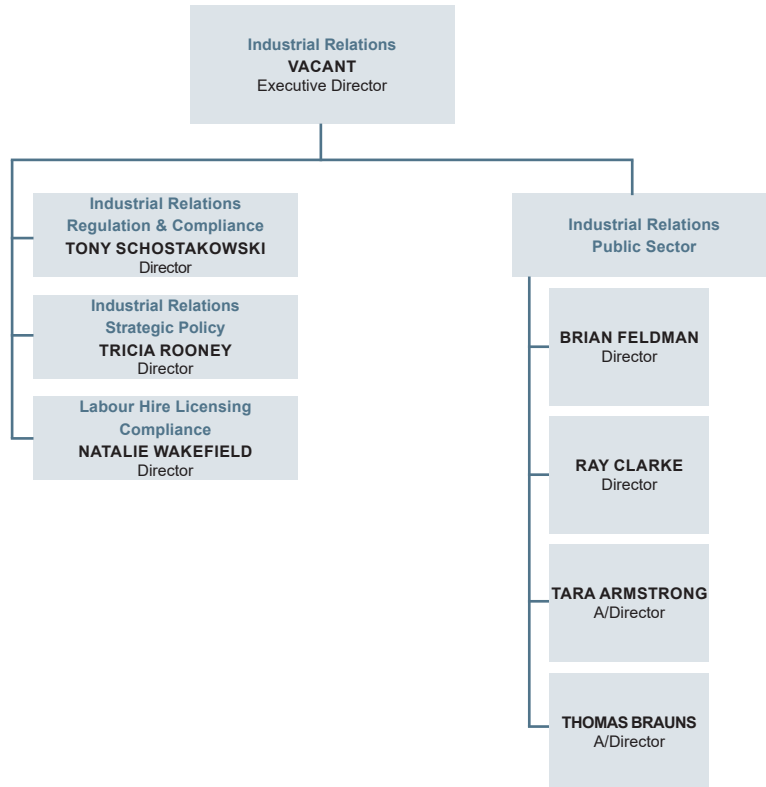 Industrial Relations
VACANT
Executive Director
Industrial Relations
Regulation & Compliance
TONY SCHOSTAKOWSKI
Director
Industrial Relations
Strategic Policy
TRICIA ROONEY
Director
Labour Hire Licensing
Compliance
NATALIE WAKEFIELD
Director
Industrial Relations
Public Sector
BRIAN FELDMAN
Director
RAY CLARKE
Director
TARA ARMSTRONG
A/Director
THOMAS BRAUNS
A/Director